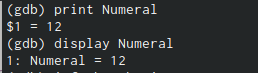 (gdb) print Numeral
$1 = 12
(gdb) display Numeral
1: Numeral = 12